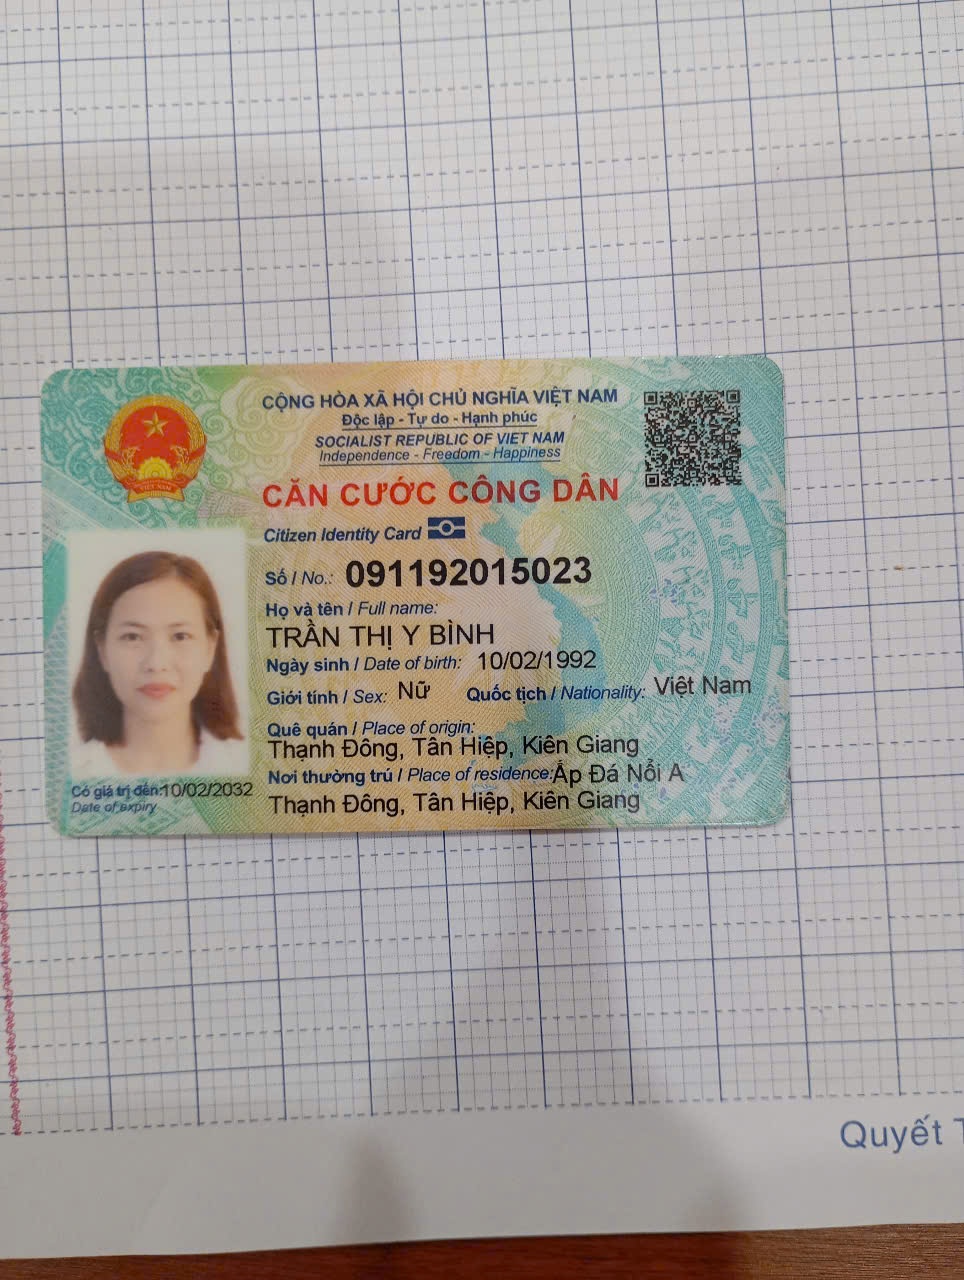 CỘNG HÒA XÃ HỘI CHỦ NGHĨA VIỆT NAM
Độc lập - Tự do - Hạnh phúc
SOCIALIST REPUBLIC OF VIET NAM
Independence - Freedom - Happiness
CĂN CƯỚC CÔNG DÂN
Citizen Identity Card
Số / No.: 091192015023
Họ và tên / Full name:
TRẦN THỊ Y BÌNH
Ngày sinh / Date of birth: 10/02/1992
Giới tính / Sex: Nữ Quốc tịch / Nationality: Việt Nam
Quê quán / Place of origin:
Thạnh Đông, Tân Hiệp, Kiên Giang
Nơi thường trú / Place of residence: Ấp Đá Nổi A
Thạnh Đông, Tân Hiệp, Kiên Giang
Có giá trị đến: 10/02/2032
Date of expiry
VIỆT NAM
Quyết